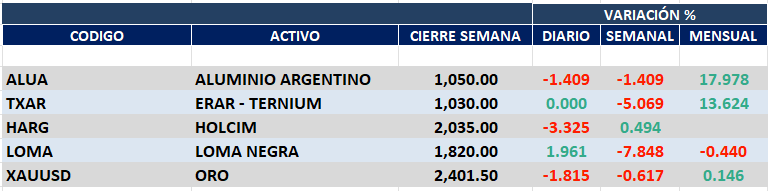 VARIACIÓN %
CODIGO ACTIVO CIERRE SEMANA DIARIO SEMANAL MENSUAL
ALUA ALUMINIO ARGENTINO 1,050.00 -1.409 -1.409 17.978
TXAR ERAR - TERNIUM 1,030.00 0.000 -5.069 13.624
HARG HOLCIM 2,035.00 -3.325 0.494
LOMA LOMA NEGRA 1,820.00 1.961 -7.848 -0.440
XAUUSD ORO 2,401.50 -1.815 -0.617 0.146